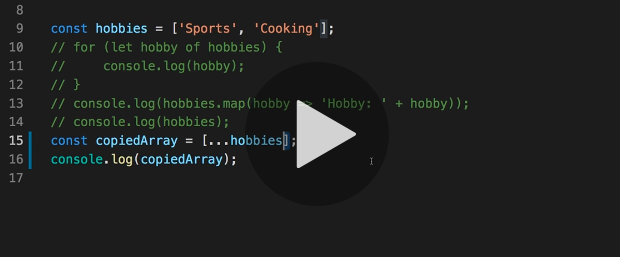 8
9 const hobbies = ['Sports', 'Cooking'];
10 // for (let hobby of hobbies) {
11 //     console.log(hobby);
12 // }
13 // console.log(hobbies.map(hobby => 'Hobby: ' + hobby));
14 // console.log(hobbies);
15 const copiedArray = [...hobbies];
16 console.log(copiedArray);
17